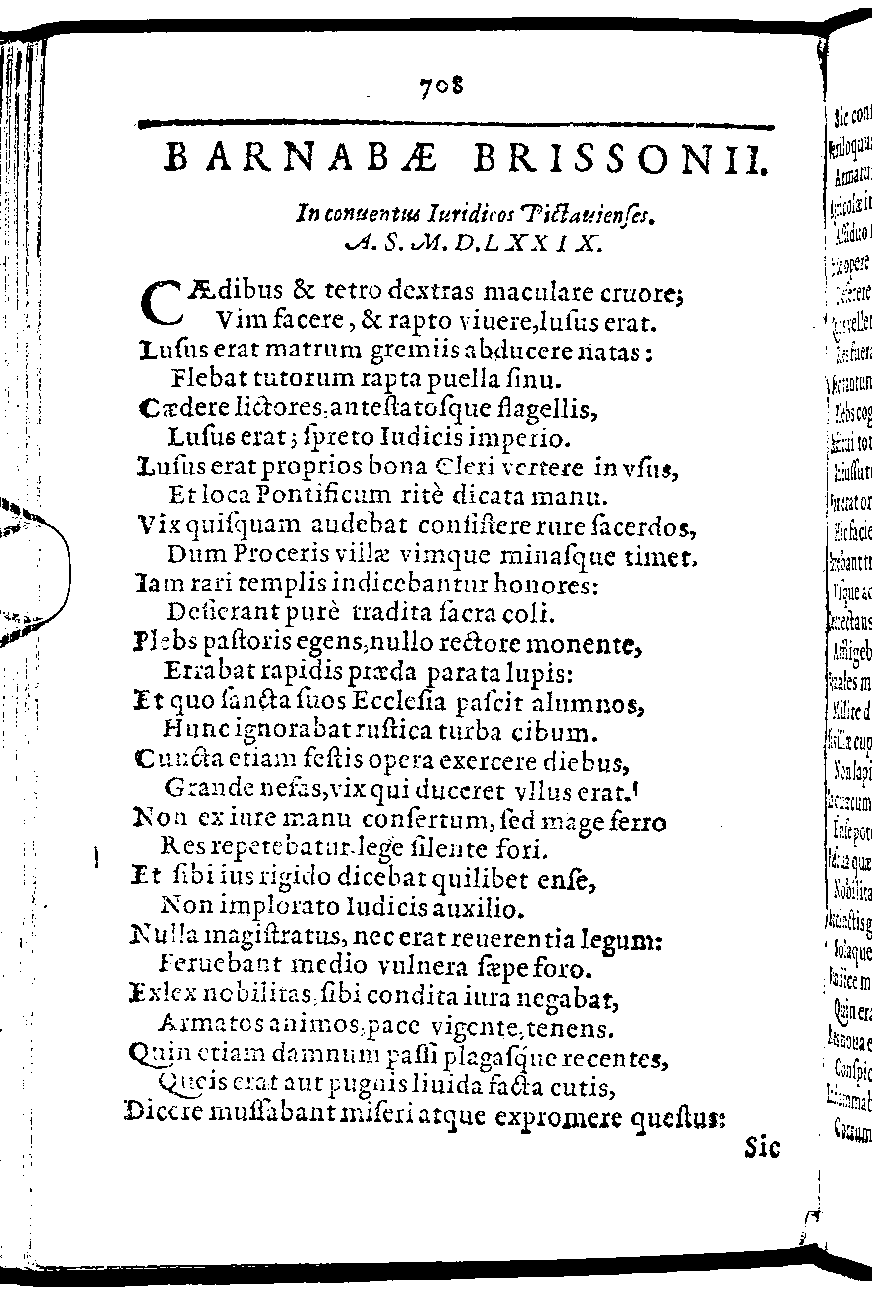 708
BARNABÆ BRISSONII.
In conuentus Iuridicos Pictauienses.
A. S. M. D. LXXIX.
CÆdibus & tetro dextras maculare cruore;
Vim facere, & rapto viuere, lusus erat.
Lusus erat matrum gremiis abducere natas:
Flebat tutorum rapta puella sinu.
Cædere lictores, antestatosque flagellis,
Lusus erat; spreto Iudicis imperio.
Lusus erat proprios bona Cleri vertere in vsus,
Et loca Pontificum ritè dicata manu.
Vix quisquam audebat consistere rure sacerdos,
Dum Proceris villæ vimque minasque timet.
Iam rari templis indicebantur honores:
Desierant purè tradita sacra coli.
Plebs pastoris egens, nullo rectore monente,
Errabat rapidis præda parata lupis:
Et quo sancta suos Ecclesia pascit alumnos,
Hunc ignorabat rustica turba cibum.
Cuncta etiam festis opera exercere diebus,
Grande nefas, vix qui duceret vllus erat.
Non ex iure manu consertum, sed mage ferro
Res repetebatur lege silente fori.
Et sibi ius rigido dicebat quilibet ense,
Non implorato Iudicis auxilio.
Nulla magistratus, nec erat reuerentia legum:
Feruebant medio vulnera sæpe foro.
Exlex nobilitas, sibi condita iura negabat,
Armatos animos, pace vigente, tenens.
Quin etiam damnum passi plagasque recentes,
Queis erat aut pugnis liuida facta cutis,
Dicere mussabant miseri atque expromere questus:
Sic